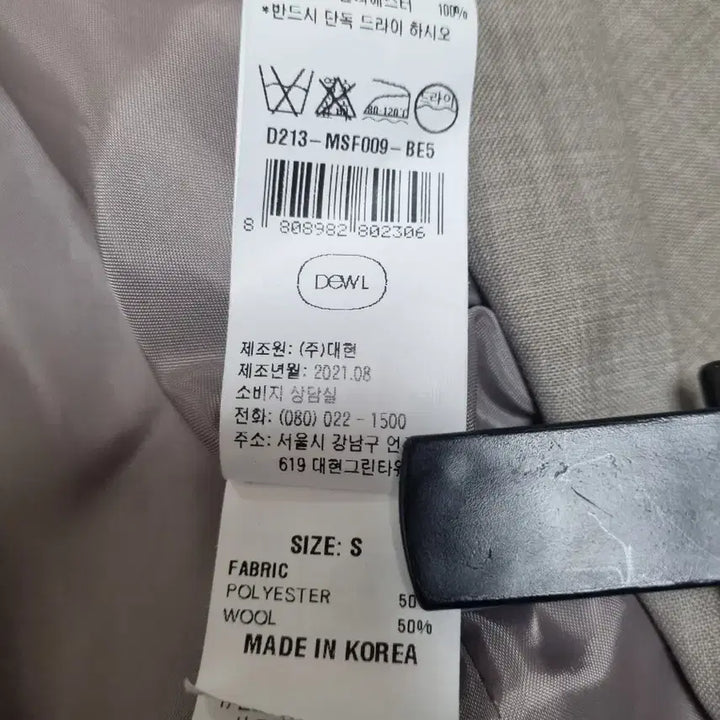 100%
*반드시 단독 드라이 하시오
80-120℃ 드라이
D213-MSF009-BE5
8 808982 802306
DEWL
제조원: (주)대현
제조년월: 2021.08
소비자 상담실
전화: (080) 022-1500
주소: 서울시 강남구 언
619 대현그린타워
SIZE: S
FABRIC
POLYESTER 50
WOOL 50%
MADE IN KOREA